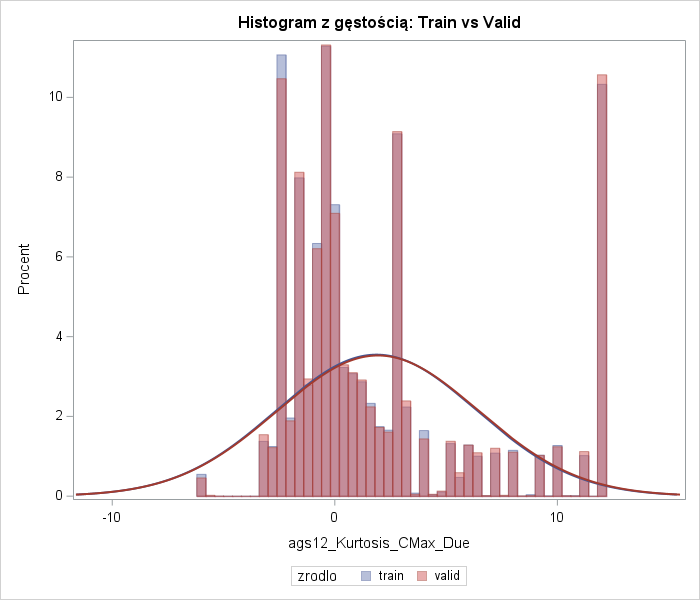 Histogram z gęstością: Train vs Valid
10
8
6
4
2
0
Procent
-10
0
10
ags12_Kurtosis_CMax_Due
zrodlo train valid